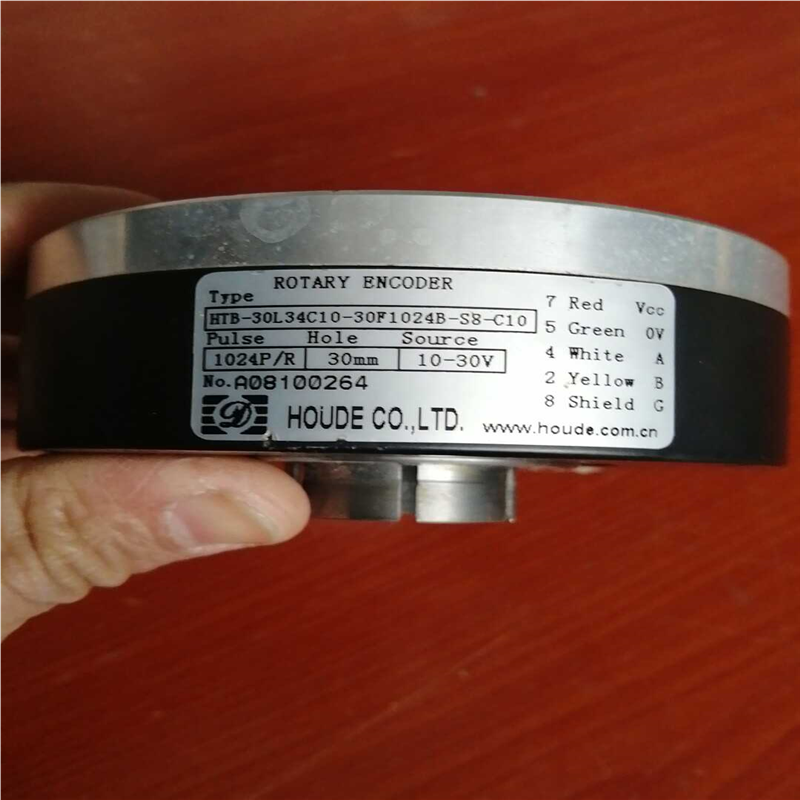 ROTARY ENCODER
Type
HTB-30L34C10-30F1024B-S8-C10
Pulse Hole Source
1024P/R 30mm 10-30V
No.A08100264
HOUDE CO.,LTD.
7 Red Vcc
5 Green 0V
4 White A
2 Yellow B
8 Shield G
www.houde.com.cn